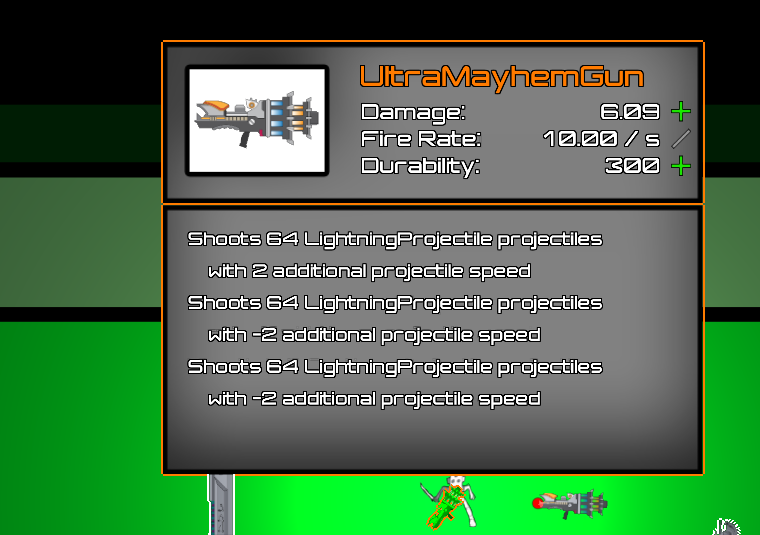 UltraMayhemGun
Damage: 6.09 +
Fire Rate: 10.00 / s
Durability: 300 +
Shoots 64 LightningProjectile projectiles
with 2 additional projectile speed
Shoots 64 LightningProjectile projectiles
with -2 additional projectile speed
Shoots 64 LightningProjectile projectiles
with -2 additional projectile speed